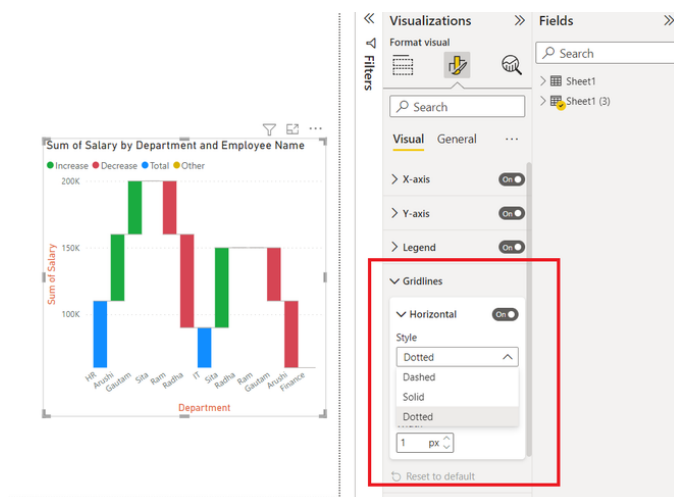 Sum of Salary by Department and Employee Name
Increase Decrease Total Other
200K
150K
100K
Sum of Salary
HR Arushi Gautam Sita Ram Radha IT Sita Radha Ram Gautam Arushi Finance
Department
Filters
Visualizations
Format visual
Search
Visual General
X-axis On
Y-axis On
Legend On
Gridlines
Horizontal On
Style
Dotted
Dashed
Solid
Dotted
1 px
Reset to default
Fields
Search
Sheet1
Sheet1 (3)